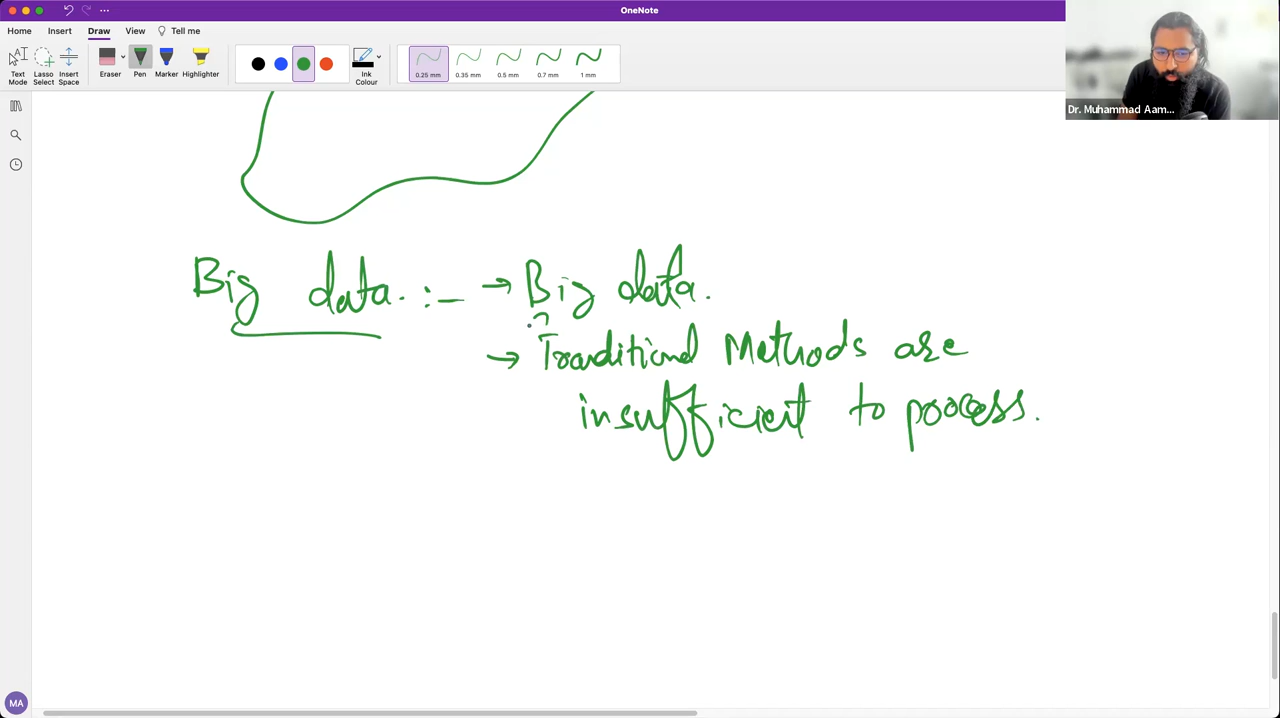 OneNote
Home Insert Draw View Tell me
Text Mode Lasso Select Insert Space Eraser Pen Marker Highlighter Ink Colour 0.25 mm 0.35 mm 0.5 mm 0.7 mm 1 mm
Dr. Muhammad Aam...
Big data. :- → Big data.
→ Traditional Methods are
insufficient to process.
MA